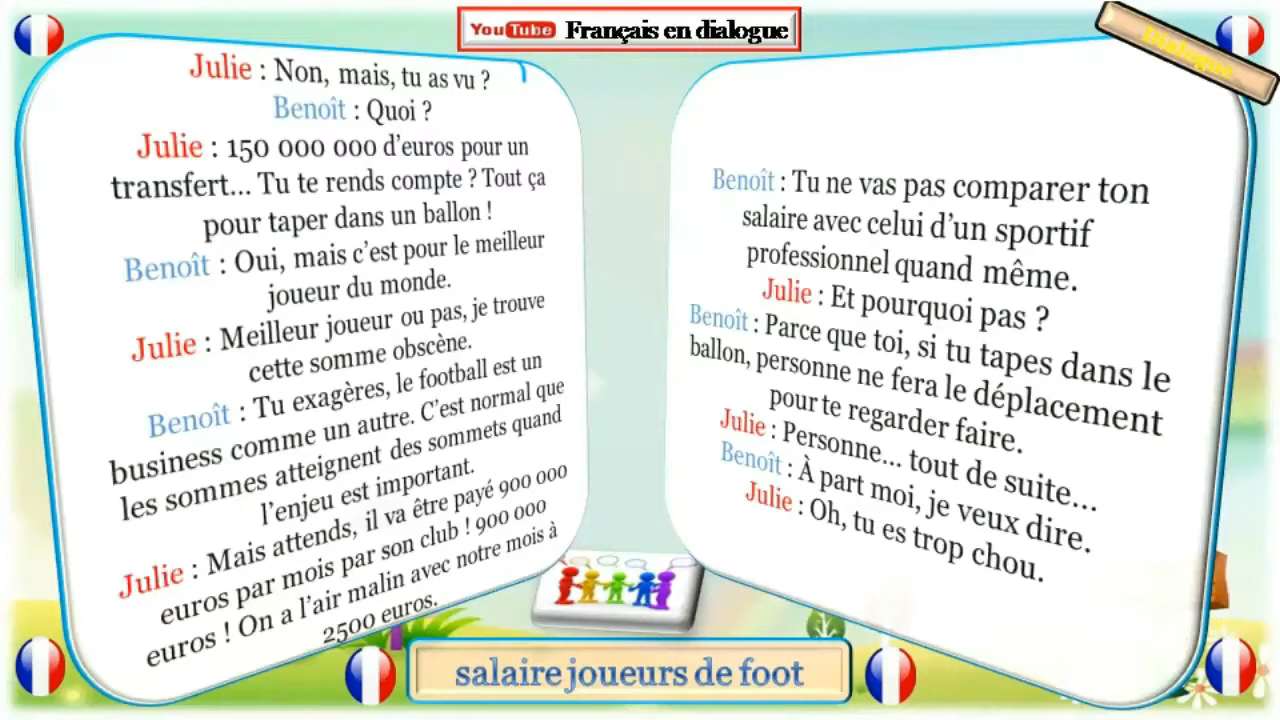 YouTube Français en dialogue
Dialogue
Julie : Non, mais, tu as vu ?
Benoît : Quoi ?
Julie : 150 000 000 d'euros pour un
transfert... Tu te rends compte ? Tout ça
pour taper dans un ballon !
Benoît : Oui, mais c'est pour le meilleur
joueur du monde.
Julie : Meilleur joueur ou pas, je trouve
cette somme obscène.
Benoît : Tu exagères, le football est un
business comme un autre. C'est normal que
les sommes atteignent des sommets quand
l'enjeu est important.
Julie : Mais attends, il va être payé 900 000
euros par mois par son club ! 900 000
euros ! On a l'air malin avec notre mois à
2500 euros.
Benoît : Tu ne vas pas comparer ton
salaire avec celui d'un sportif
professionnel quand même.
Julie : Et pourquoi pas ?
Benoît : Parce que toi, si tu tapes dans le
ballon, personne ne fera le déplacement
pour te regarder faire.
Julie : Personne... tout de suite...
Benoît : À part moi, je veux dire.
Julie : Oh, tu es trop chou.
salaire joueurs de foot